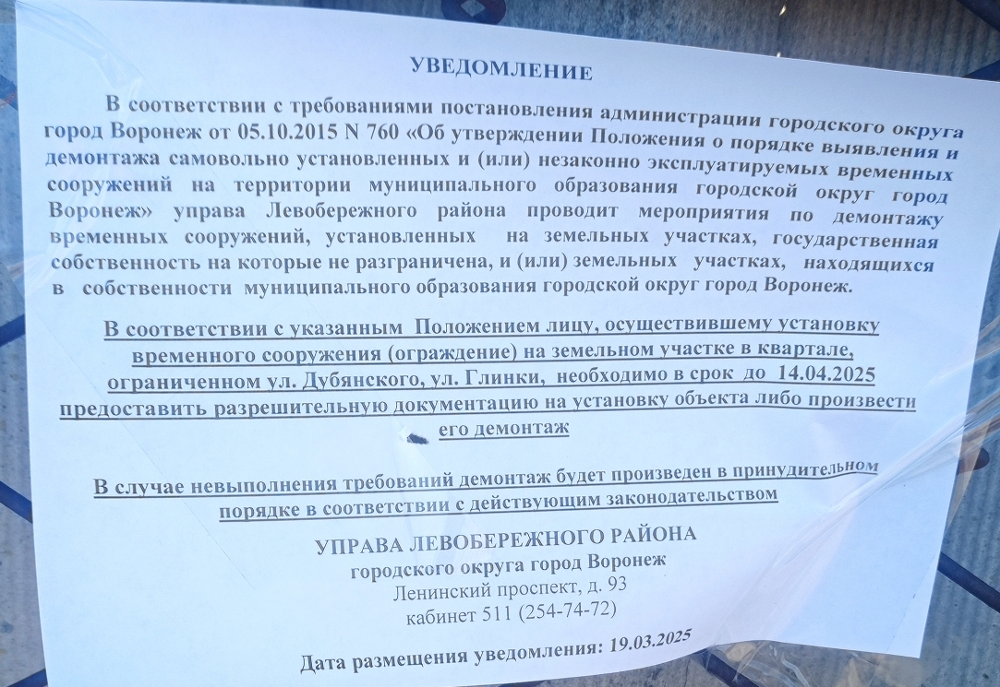 УВЕДОМЛЕНИЕ
В соответствии с требованиями постановления администрации городского округа
город Воронеж от 05.10.2015 N 760 «Об утверждении Положения о порядке выявления и
демонтажа самовольно установленных и (или) незаконно эксплуатируемых временных
сооружений на территории муниципального образования городской округ город
Воронеж» управа Левобережного района проводит мероприятия по демонтажу
временных сооружений, установленных на земельных участках, государственная
собственность на которые не разграничена, и (или) земельных участках, находящихся
в собственности муниципального образования городской округ город Воронеж.
В соответствии с указанным Положением лицу, осуществившему установку
временного сооружения (ограждение) на земельном участке в квартале,
ограниченном ул. Дубянского, ул. Глинки, необходимо в срок до 14.04.2025
предоставить разрешительную документацию на установку объекта либо произвести
его демонтаж
В случае невыполнения требований демонтаж будет произведен в принудительном
порядке в соответствии с действующим законодательством
УПРАВА ЛЕВОБЕРЕЖНОГО РАЙОНА
городского округа город Воронеж
Ленинский проспект, д. 93
кабинет 511 (254-74-72)
Дата размещения уведомления: 19.03.2025